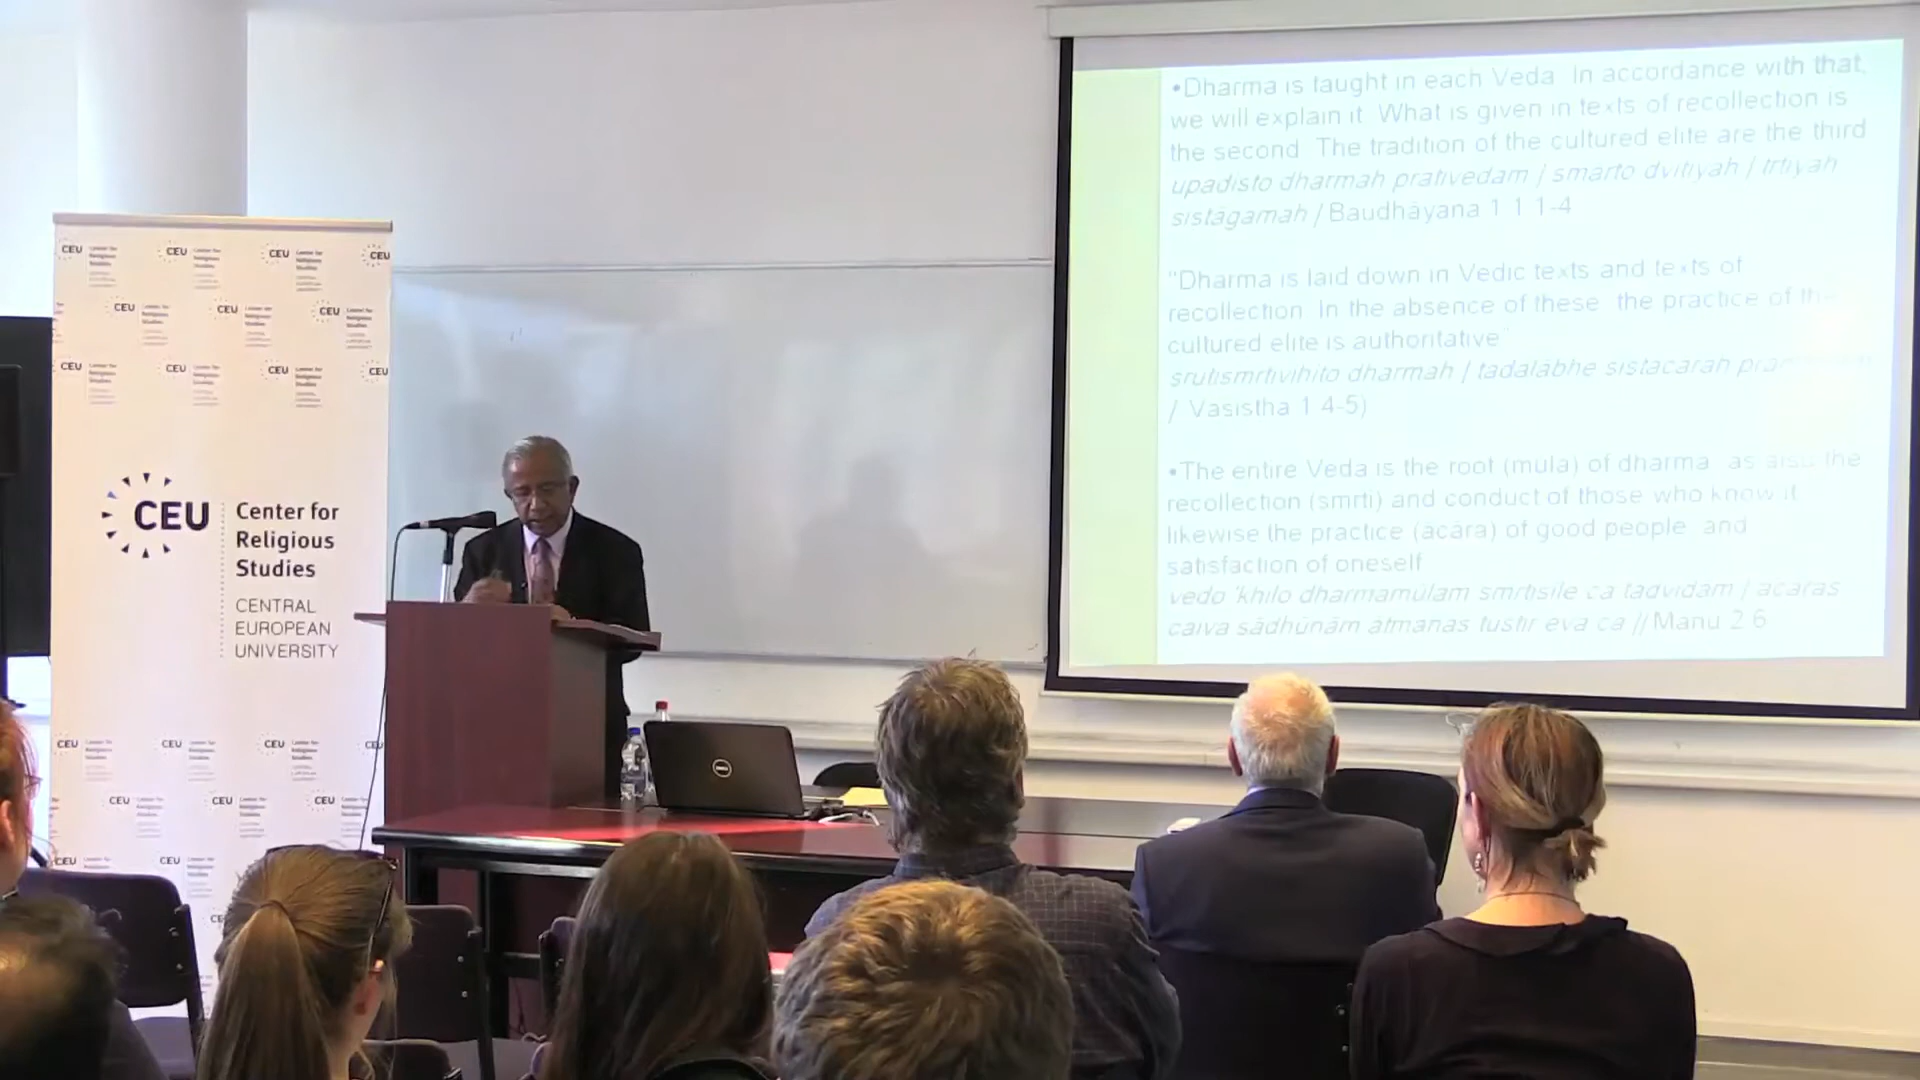 •Dharma is taught in each Veda In accordance with that,
we will explain it What is given in texts of recollection is
the second The tradition of the cultured elite are the third
upadisto dharmah prativedam / smarto dvitiyah / trtiyah
sistāgamah / Baudhāyana 1 1 1-4
"Dharma is laid down in Vedic texts and texts of
recollection In the absence of these the practice of the
cultured elite is authoritative"
srutismrtivihito dharmah / tadalābhe sistacarah
/ Vasistha 1 4-5)
•The entire Veda is the root (mula) of dharma as also the
recollection (smrti) and conduct of those who know it
likewise the practice (acāra) of good people and
satisfaction of oneself
vedo 'khilo dharmamūlam smrtisile ca tadvidam / acaras
caiva sādhūnām atmanas tustir eva ca // Manu 2 6
CEU
Center for
Religious
Studies
CENTRAL
EUROPEAN
UNIVERSITY
DELL